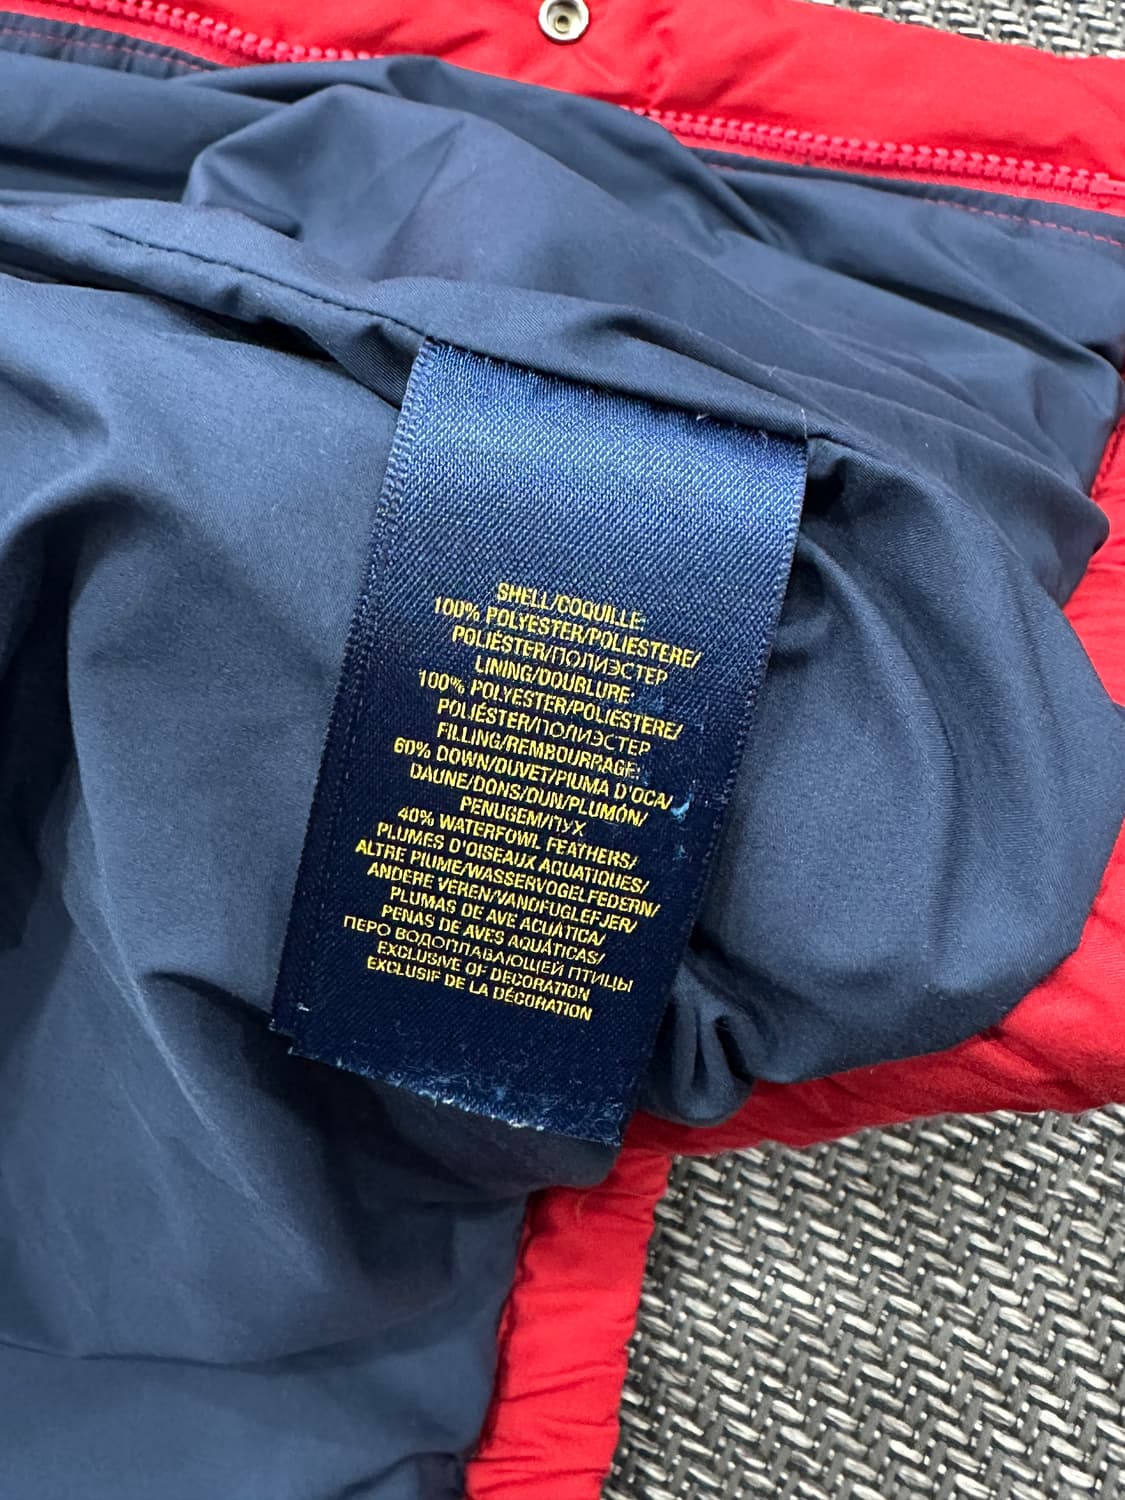 SHELL/COQUILLE:
100% POLYESTER/POLIESTERE/
POLIÉSTER/ПОЛИЭСТЕР
LINING/DOUBLURE:
100% POLYESTER/POLIESTERE/
POLIÉSTER/ПОЛИЭСТЕР
FILLING/REMBOURRAGE:
60% DOWN/DUVET/PIUMA D'OCA/
DAUNE/DONS/DUN/PLUMÓN/
PENUGEM/ПУХ
40% WATERFOWL FEATHERS/
PLUMES D'OISEAUX AQUATIQUES/
ALTRE PIUME/WASSERVOGELFEDERN/
ANDERE VEREN/VANDFUGLEFJER/
PLUMAS DE AVE ACUÁTICA/
PENAS DE AVES AQUÁTICAS/
ПЕРО ВОДОПЛАВАЮЩЕЙ ПТИЦЫ
EXCLUSIVE OF DECORATION
EXCLUSIF DE LA DÉCORATION